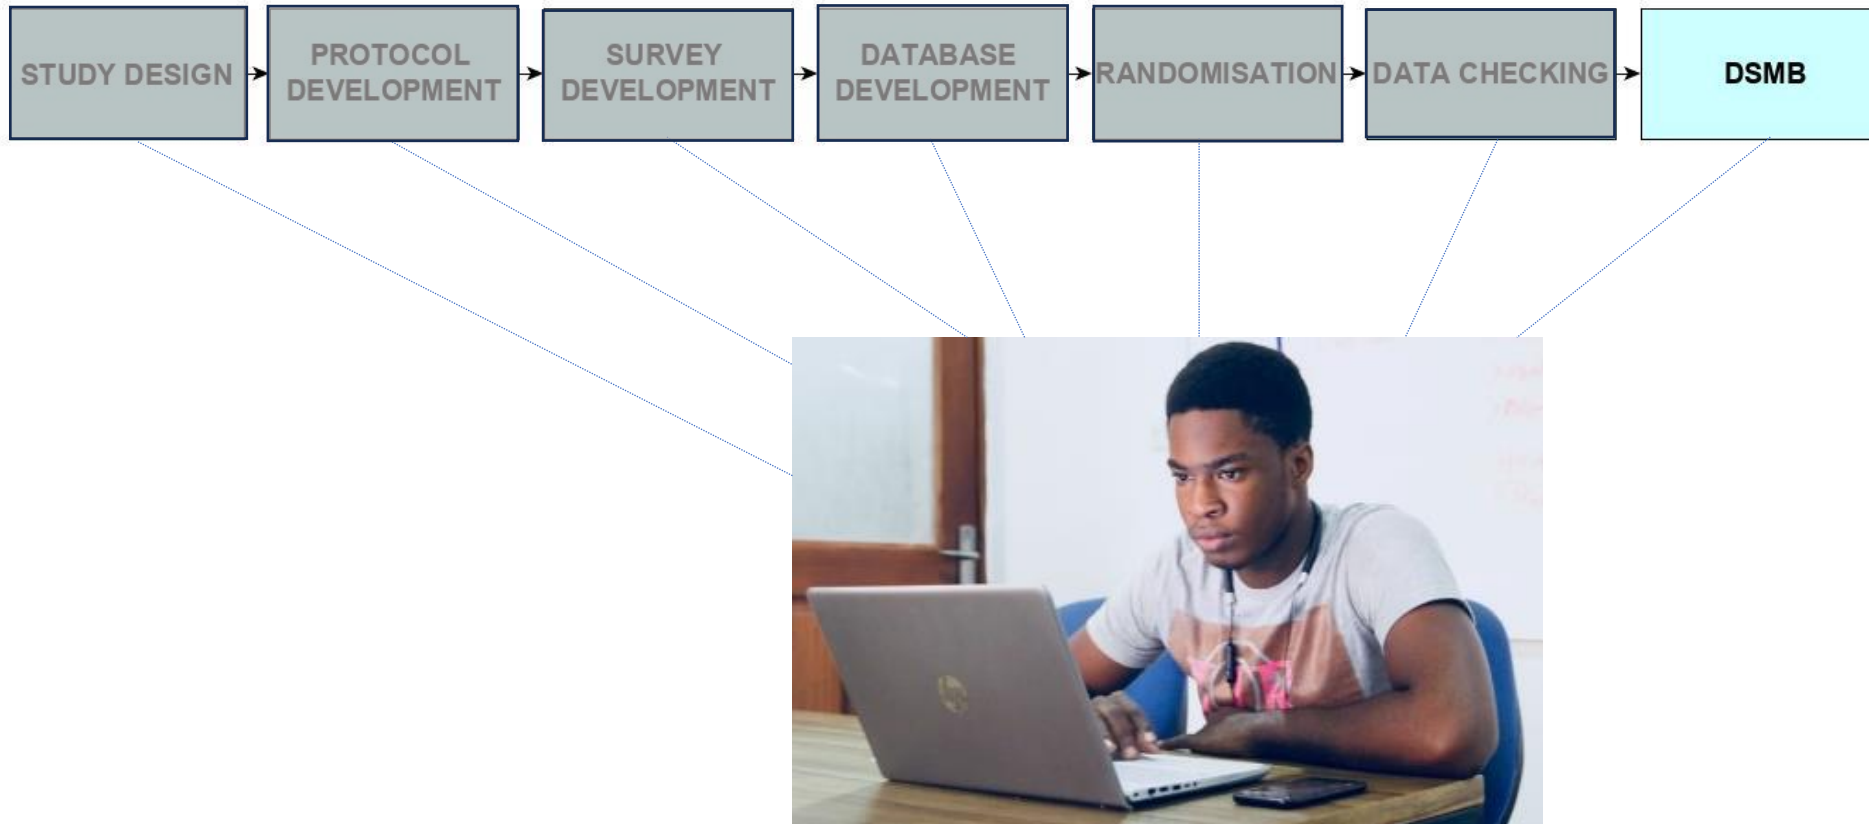 STUDY DESIGN
PROTOCOL
DEVELOPMENT
SURVEY
DEVELOPMENT
DATABASE
DEVELOPMENT
RANDOMISATION
DATA CHECKING
DSMB